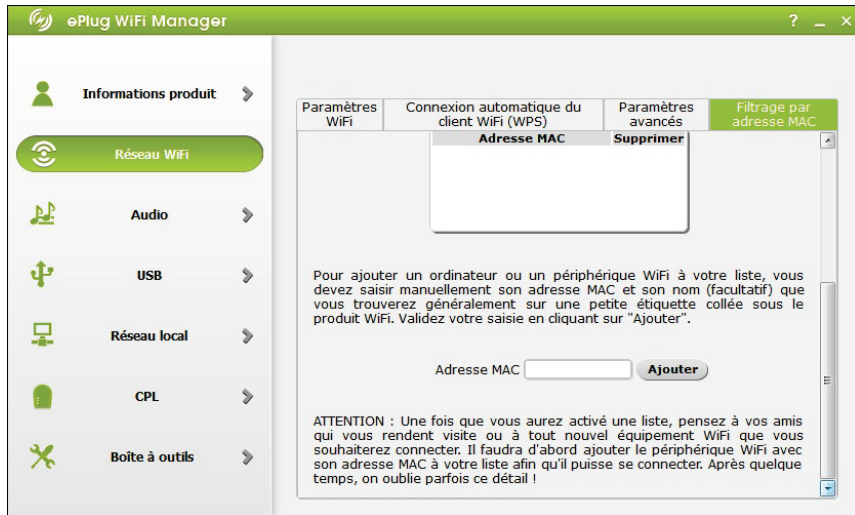 ePlug WiFi Manager
? _ ×
Informations produit
Réseau WiFi
Audio
USB
Réseau local
CPL
Boîte à outils
Paramètres WiFi
Connexion automatique du client WiFi (WPS)
Paramètres avancés
Filtrage par adresse MAC
Adresse MAC Supprimer
Pour ajouter un ordinateur ou un périphérique WiFi à votre liste, vous
devez saisir manuellement son adresse MAC et son nom (facultatif) que
vous trouverez généralement sur une petite étiquette collée sous le
produit WiFi. Validez votre saisie en cliquant sur "Ajouter".
Adresse MAC Ajouter
ATTENTION : Une fois que vous aurez activé une liste, pensez à vos amis
qui vous rendent visite ou à tout nouvel équipement WiFi que vous
souhaiterez connecter. Il faudra d'abord ajouter le périphérique WiFi avec
son adresse MAC à votre liste afin qu'il puisse se connecter. Après quelque
temps, on oublie parfois ce détail !